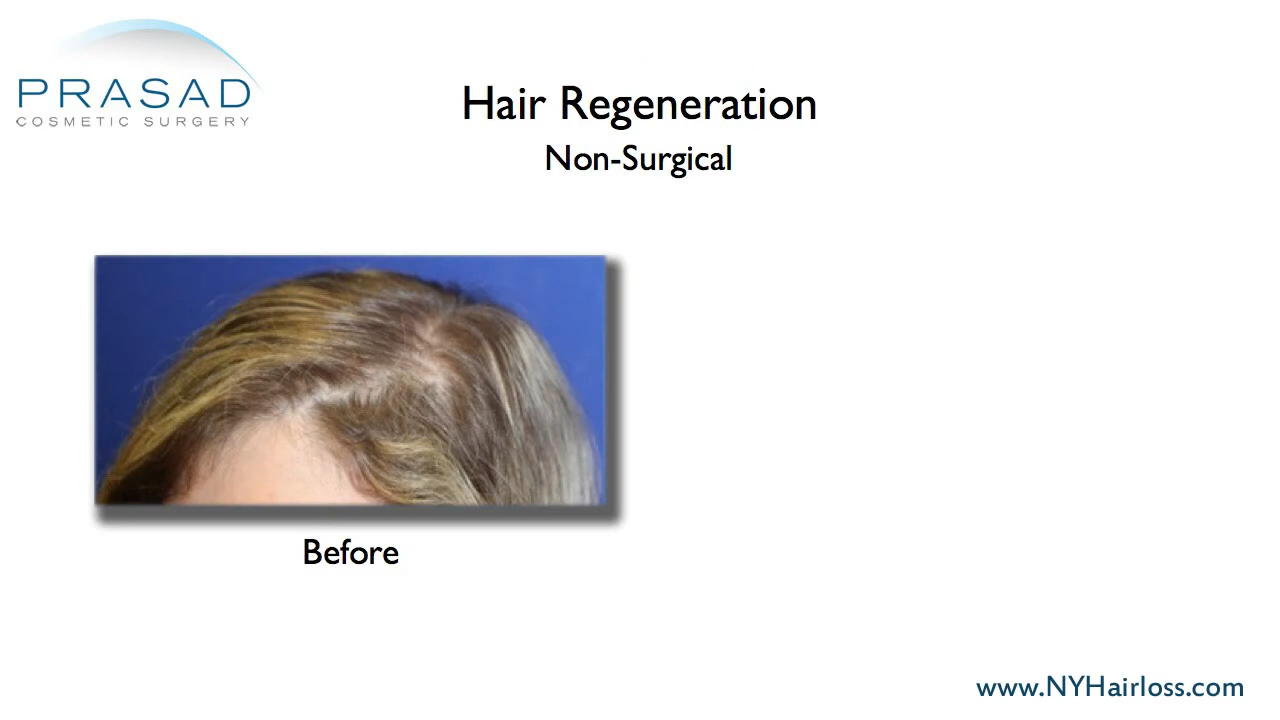 PRASAD
COSMETIC SURGERY
Hair Regeneration
Non-Surgical
Before
www.NYHairloss.com